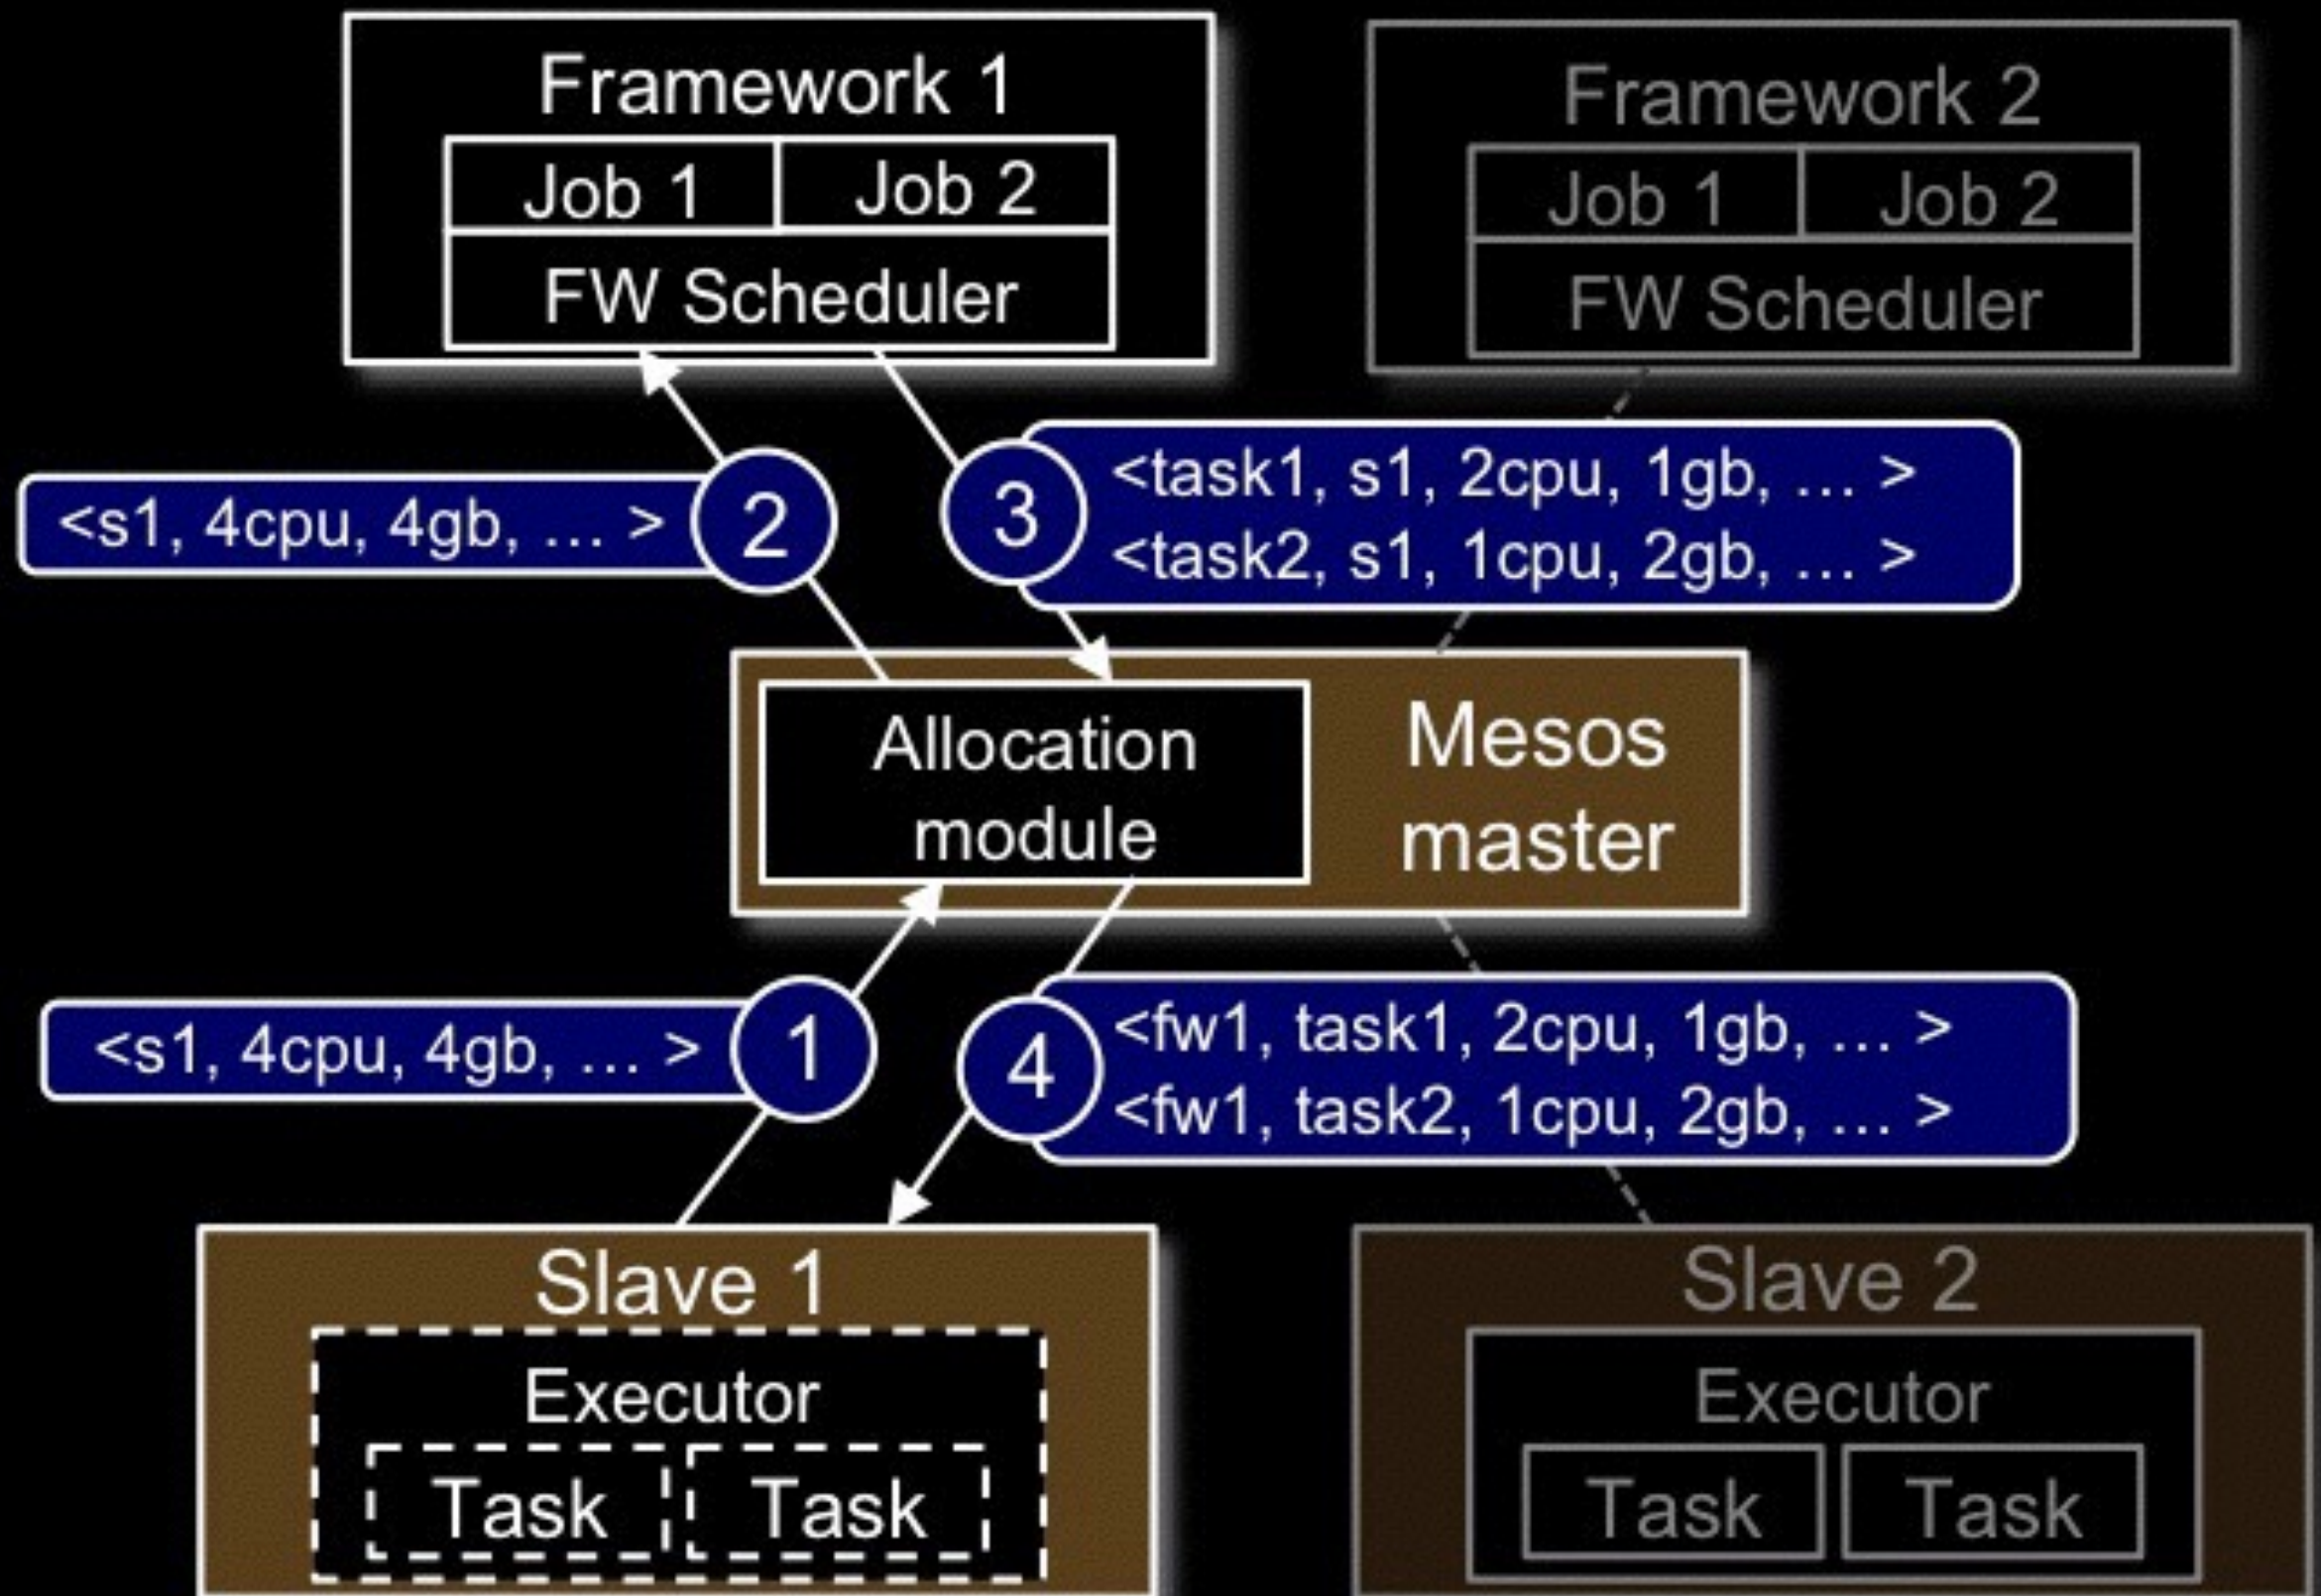 Framework 1
Job 1
Job 2
FW Scheduler
Framework 2
Job 1
Job 2
FW Scheduler
<s1, 4cpu, 4gb, … >
2
3
<task1, s1, 2cpu, 1gb, … >
<task2, s1, 1cpu, 2gb, … >
Allocation
module
Mesos
master
<s1, 4cpu, 4gb, … >
1
4
<fw1, task1, 2cpu, 1gb, … >
<fw1, task2, 1cpu, 2gb, … >
Slave 1
Executor
Task
Task
Slave 2
Executor
Task
Task